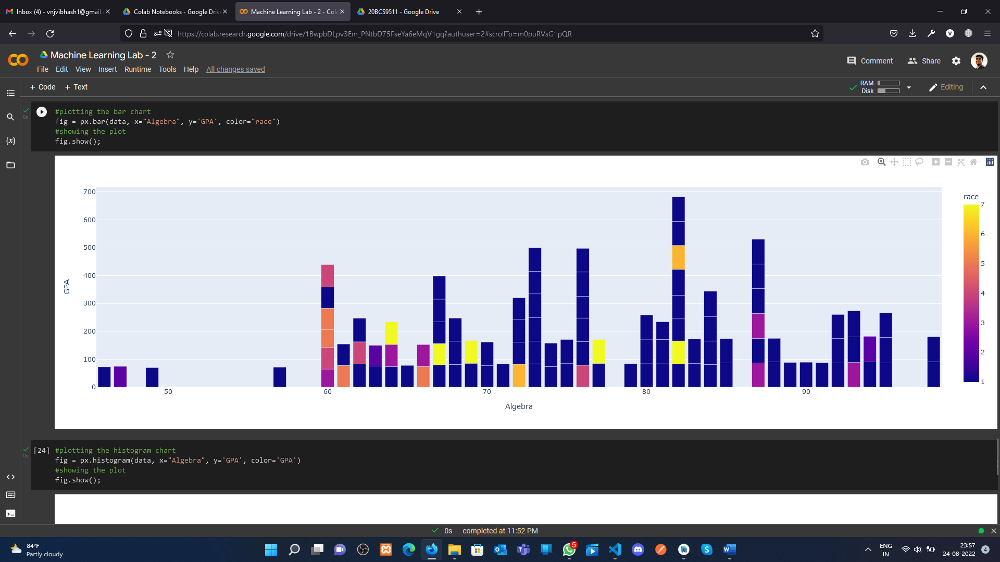 Inbox (4) - vnjvibhash1@gmail.
Colab Notebooks - Google Driv
Machine Learning Lab - 2 - Cola
20BCS9511 - Google Drive
https://colab.research.google.com/drive/1BwpbDLpv3Em_PNtbD75FseYa6eMqV1gq?authuser=2#scrollTo=m0puRVsG1pQR
V
Machine Learning Lab - 2
File Edit View Insert Runtime Tools Help All changes saved
Comment Share
+ Code + Text
RAM
Disk
Editing
{x}
0s
#plotting the bar chart
fig = px.bar(data, x="Algebra", y='GPA', color="race")
#showing the plot
fig.show();
700
600
500
400
300
200
100
0
GPA
50 60 70 80 90
Algebra
race
7
6
5
4
3
2
1
[24]
0s
#plotting the histogram chart
fig = px.histogram(data, x="Algebra", y='GPA', color='GPA')
#showing the plot
fig.show();
0s completed at 11:52 PM
84°F
Partly cloudy
5
ENG
IN
23:57
24-08-2022
4